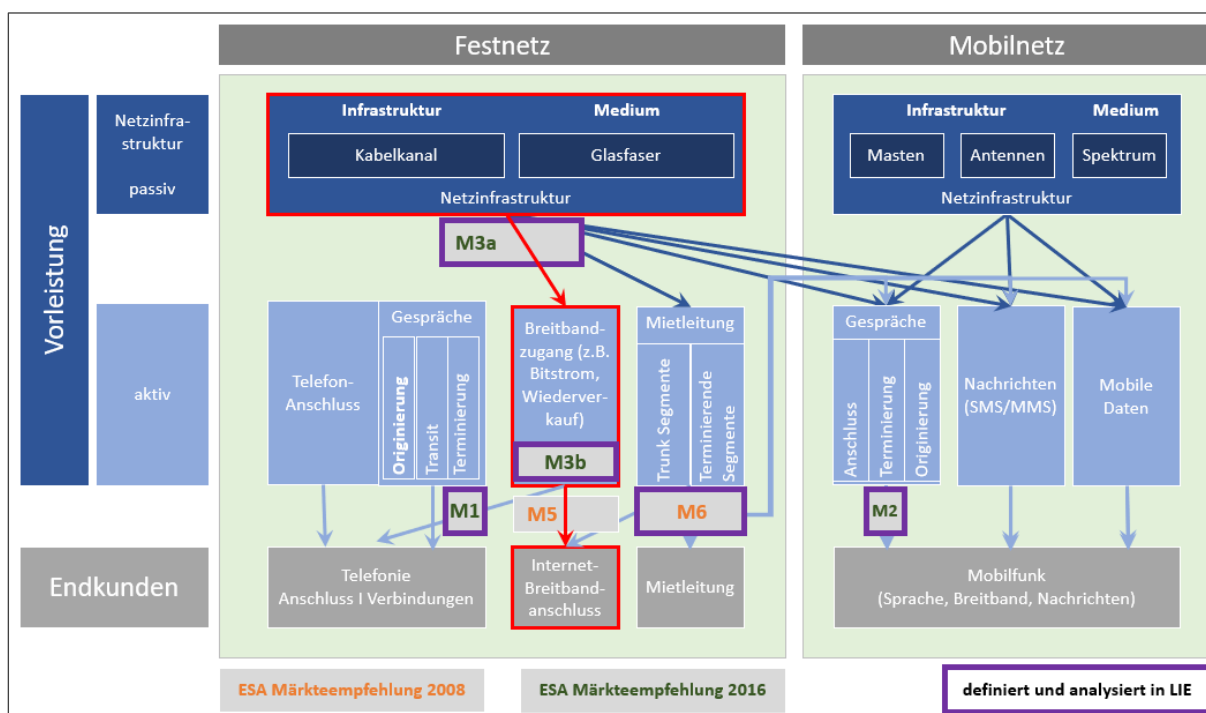 Festnetz
Mobilnetz
Vorleistung
Netzinfra-
struktur
passiv
Infrastruktur
Medium
Kabelkanal
Glasfaser
Netzinfrastruktur
Infrastruktur
Medium
Masten
Antennen
Spektrum
Netzinfrastruktur
M3a
aktiv
Telefon-
Anschluss
Gespräche
Originierung
Transit
Terminierung
Breitband-
zugang (z.B.
Bitstrom,
Wiederver-
kauf)
M3b
Mietleitung
Trunk Segmente
Terminierende
Segmente
Gespräche
Anschluss
Terminierung
Originierung
Nachrichten
(SMS/MMS)
Mobile
Daten
M1
M5
M6
M2
Endkunden
Telefonie
Anschluss I Verbindungen
Internet-
Breitband-
anschluss
Mietleitung
Mobilfunk
(Sprache, Breitband, Nachrichten)
ESA Märkteempfehlung 2008
ESA Märkteempfehlung 2016
definiert und analysiert in LIE